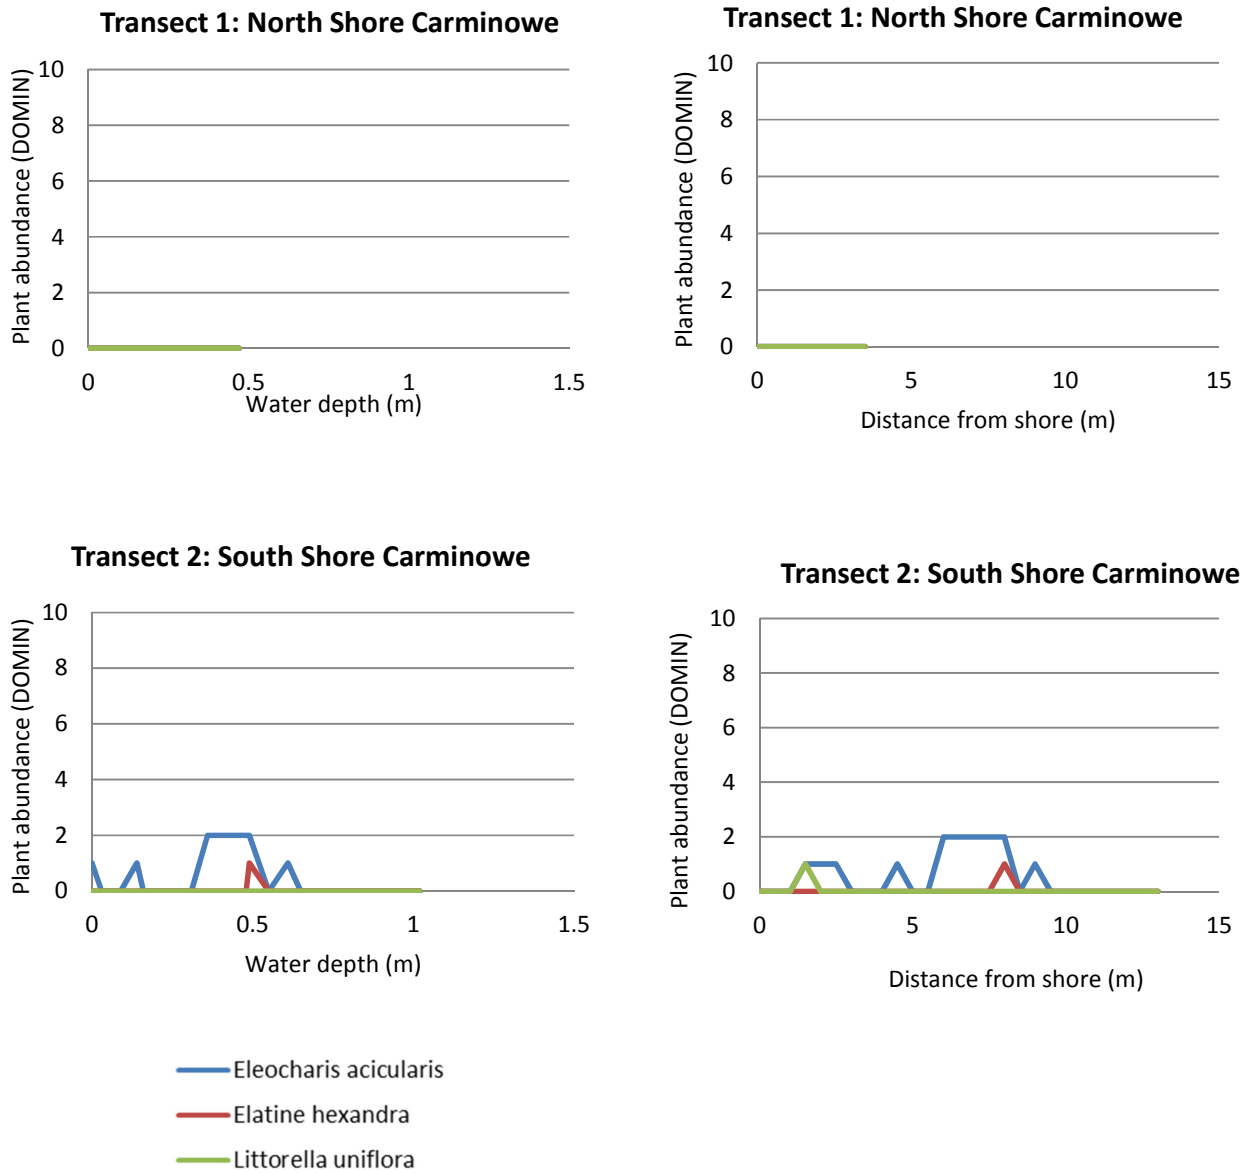 Transect 1: North Shore Carminowe
Plant abundance (DOMIN)
10
8
6
4
2
0
0 0.5 1 1.5
Water depth (m)
Transect 1: North Shore Carminowe
Plant abundance (DOMIN)
10
8
6
4
2
0
0 5 10 15
Distance from shore (m)
Transect 2: South Shore Carminowe
Plant abundance (DOMIN)
10
8
6
4
2
0
0 0.5 1 1.5
Water depth (m)
Transect 2: South Shore Carminowe
Plant abundance (DOMIN)
10
8
6
4
2
0
0 5 10 15
Distance from shore (m)
Eleocharis acicularis
Elatine hexandra
Littorella uniflora